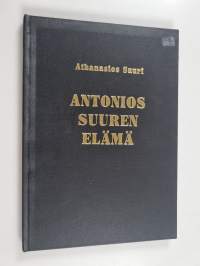 Athanasios Suuri
ANTONIOS
SUUREN
ELÄMÄ